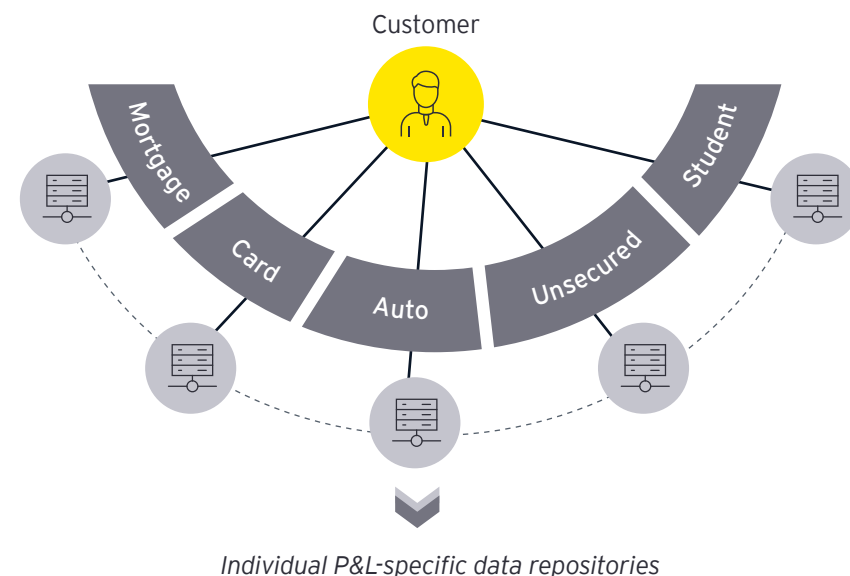 Customer
Mortgage
Card
Auto
Unsecured
Student
Individual P&L-specific data repositories